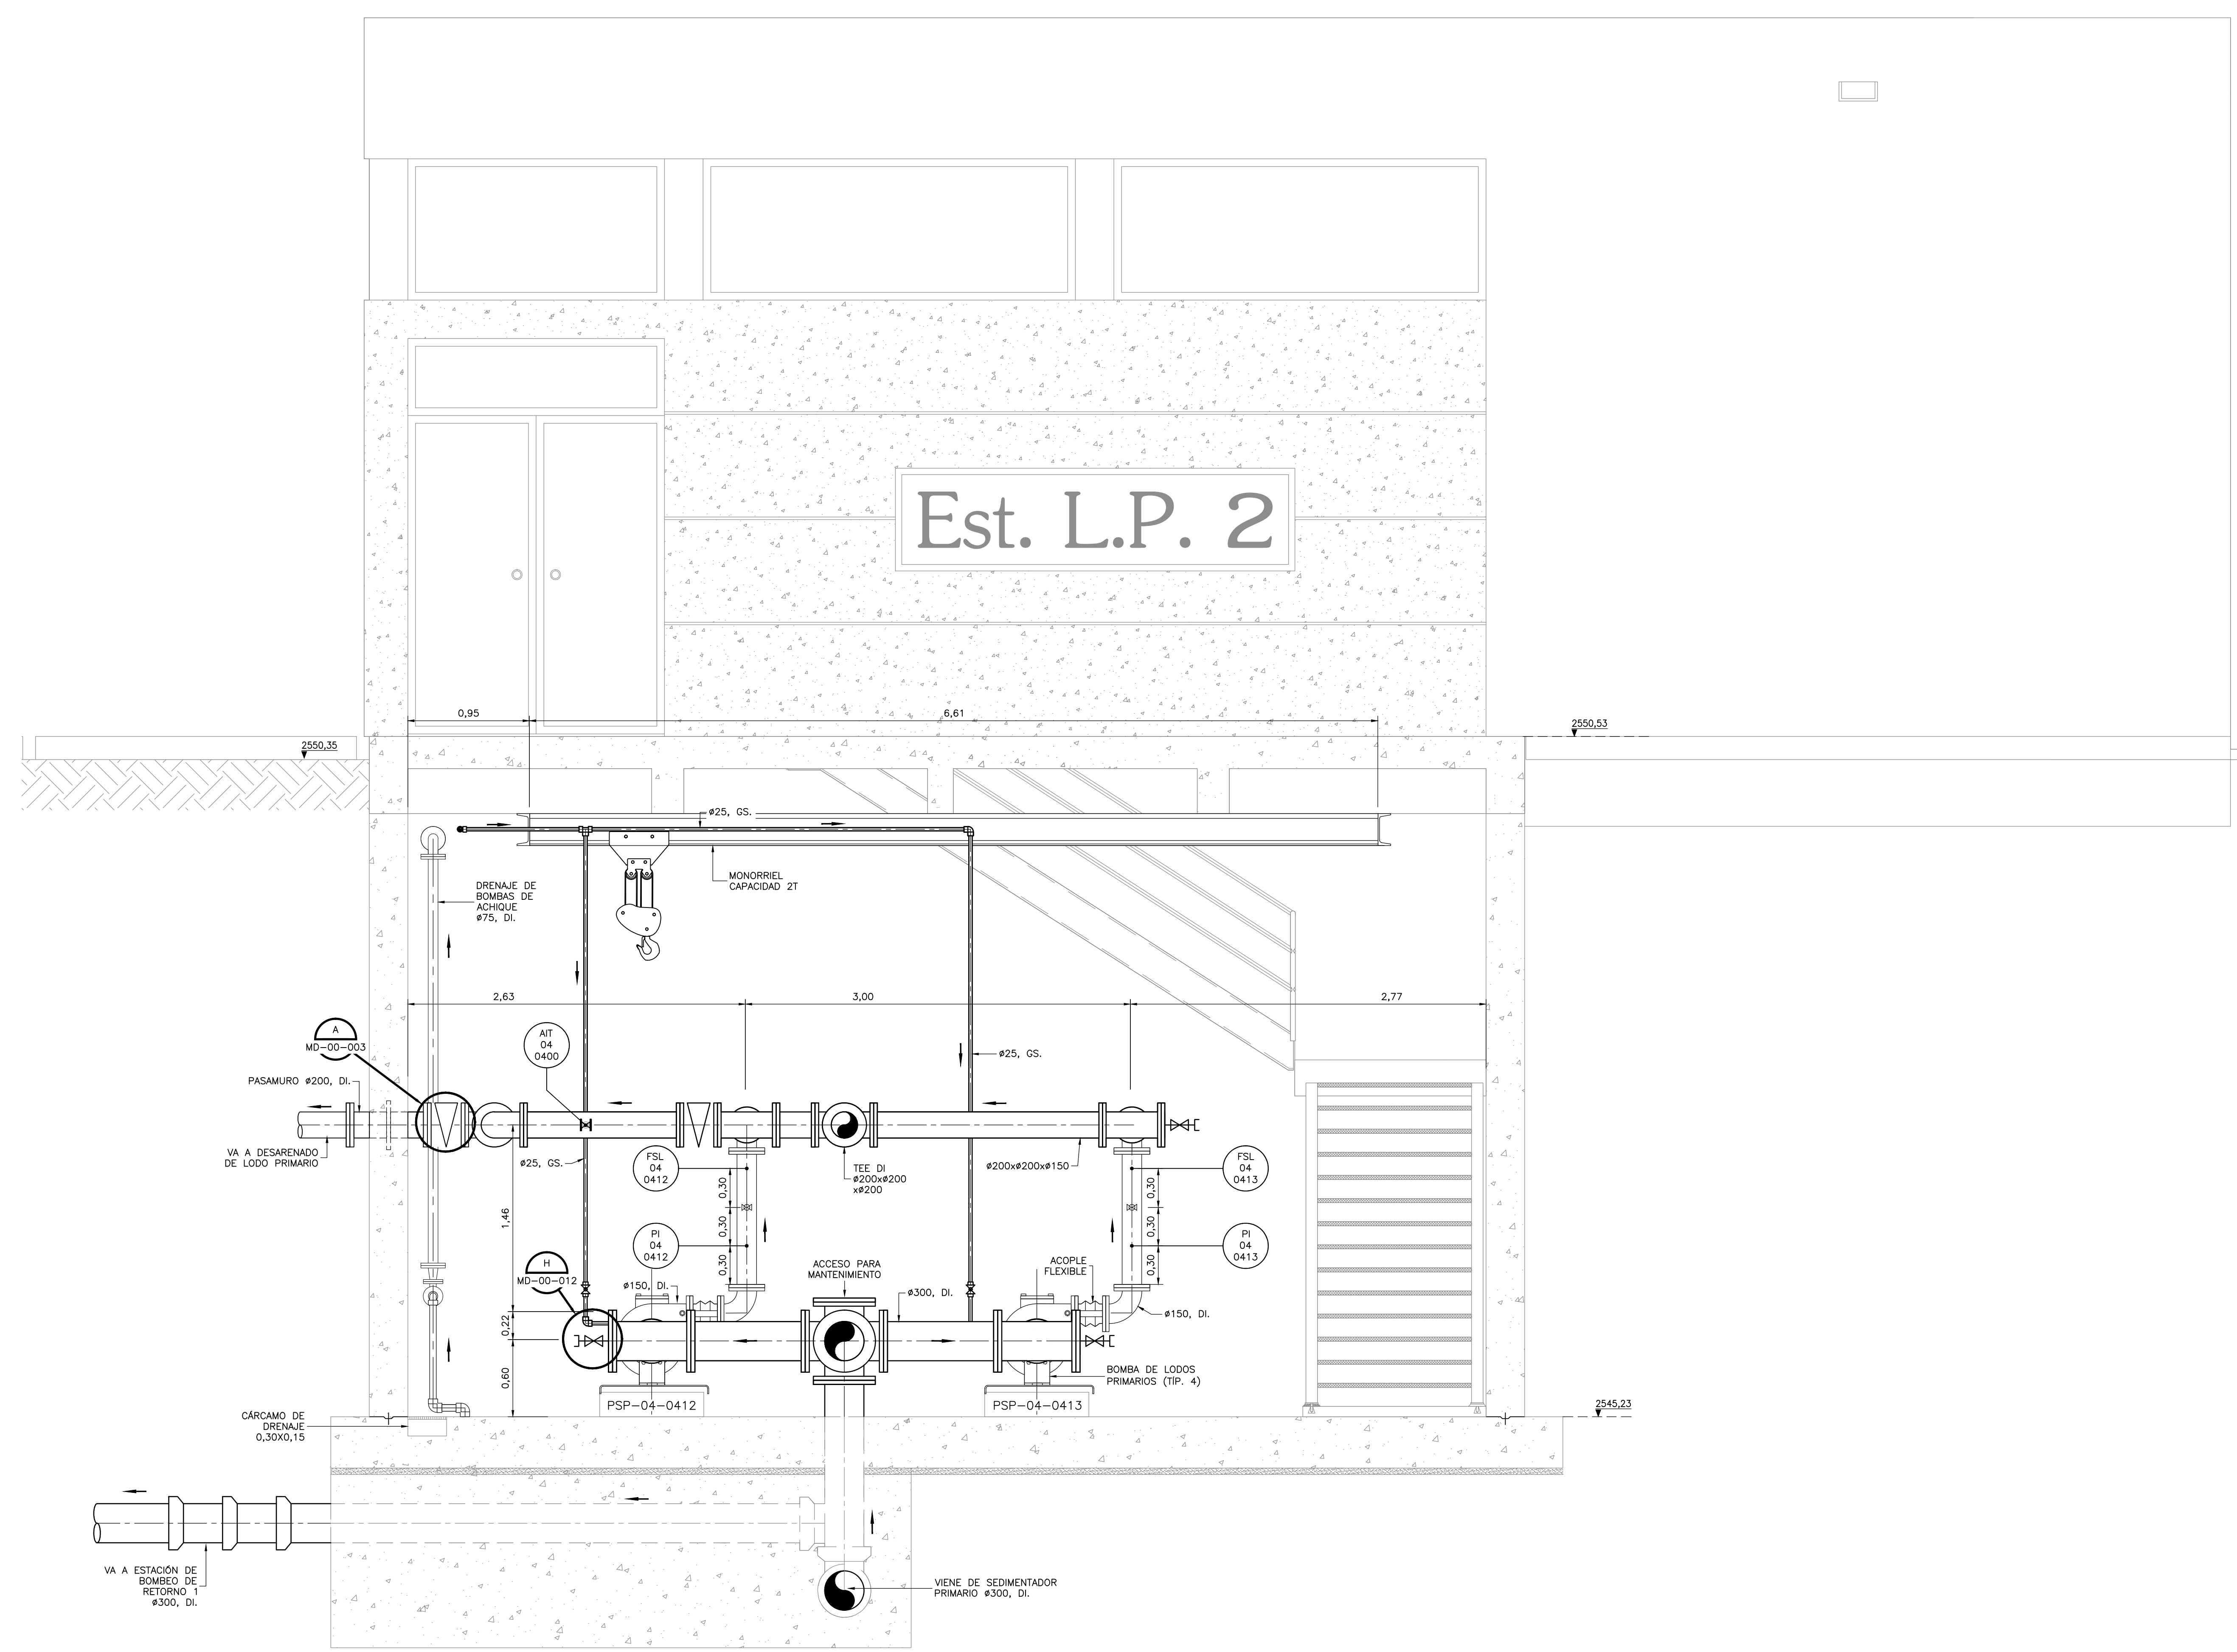 Est. L.P. 2
0,95
6,61
2550,35
2550,53
ø25, GS.
MONORRIEL
CAPACIDAD 2T
DRENAJE DE
BOMBAS DE
ACHIQUE
ø75, DI.
2,63
3,00
2,77
A
MD-00-003
AIT
04
0400
ø25, GS.
PASAMURO ø200, DI.
VA A DESARENADO
DE LODO PRIMARIO
ø25, GS.
FSL
04
0412
0,30
TEE DI
ø200xø200
xø200
ø200xø200xø150
0,30
FSL
04
0413
1,46
0,30
0,30
PI
04
0412
PI
04
0413
0,30
0,30
H
MD-00-012
ø150, DI.
ACCESO PARA
MANTENIMIENTO
ACOPLE
FLEXIBLE
ø300, DI.
ø150, DI.
0,22
0,60
BOMBA DE LODOS
PRIMARIOS (TÍP. 4)
PSP-04-0412
PSP-04-0413
2545,23
CÁRCAMO DE
DRENAJE
0,30X0,15
VA A ESTACIÓN DE
BOMBEO DE
RETORNO 1
ø300, DI.
VIENE DE SEDIMENTADOR
PRIMARIO ø300, DI.